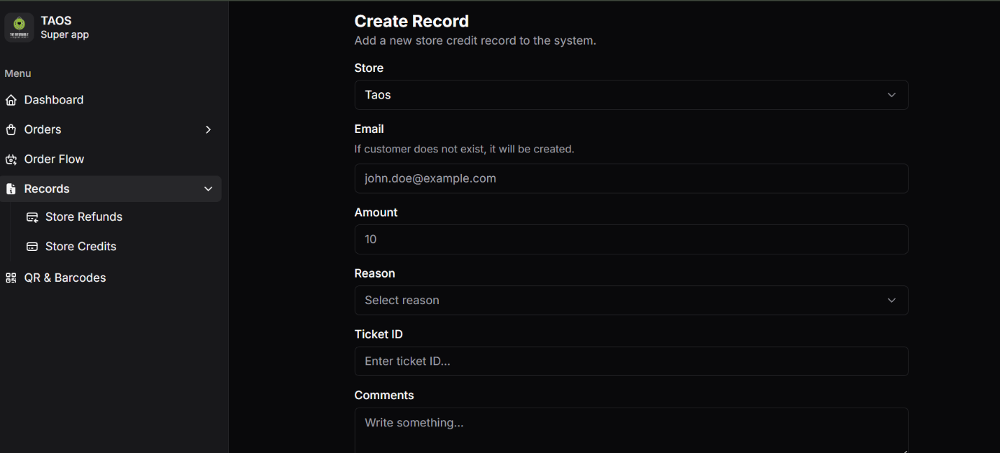 TAOS
Super app
Menu
Dashboard
Orders
Order Flow
Records
Store Refunds
Store Credits
QR & Barcodes
Create Record
Add a new store credit record to the system.
Store
Taos
Email
If customer does not exist, it will be created.
john.doe@example.com
Amount
10
Reason
Select reason
Ticket ID
Enter ticket ID...
Comments
Write something...